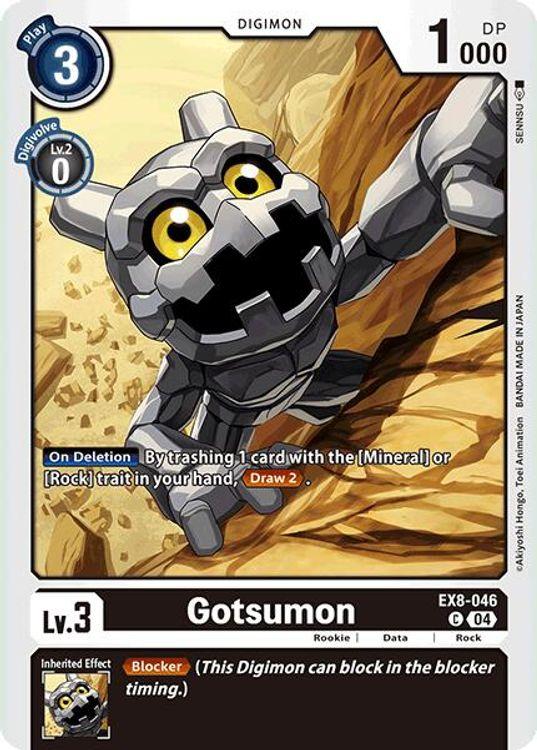 Play
3
DIGIMON
1000
DP
Digivolve
Lv.2
0
SENNSU
BANDAI MADE IN JAPAN
©Akiyoshi Hongo, Toei Animation
On Deletion By trashing 1 card with the [Mineral] or
[Rock] trait in your hand, Draw 2 .
Lv.3
Gotsumon
EX8-046
C 04
Rookie | Data | Rock
Inherited Effect
Blocker (This Digimon can block in the blocker
timing.)